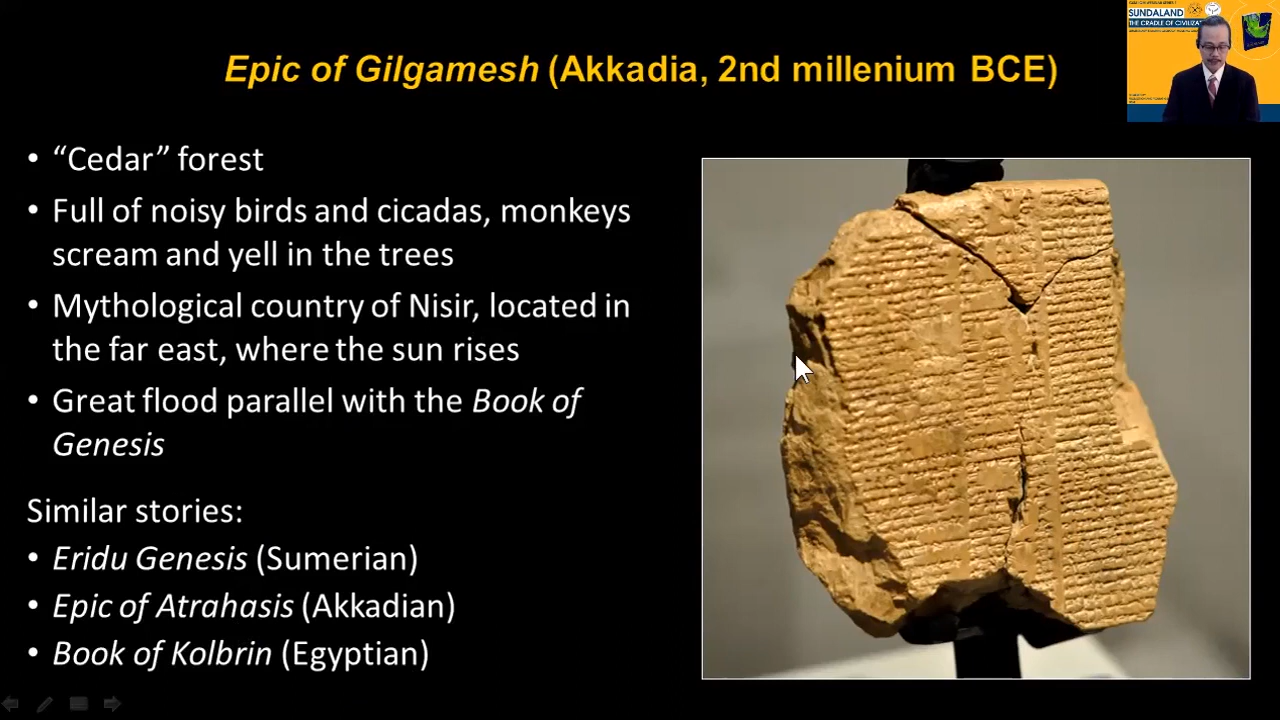 Epic of Gilgamesh (Akkadia, 2nd millenium BCE)
• “Cedar” forest
• Full of noisy birds and cicadas, monkeys
scream and yell in the trees
• Mythological country of Nisir, located in
the far east, where the sun rises
• Great flood parallel with the Book of
Genesis
Similar stories:
• Eridu Genesis (Sumerian)
• Epic of Atrahasis (Akkadian)
• Book of Kolbrin (Egyptian)
SUNDALAND
THE CRADLE OF